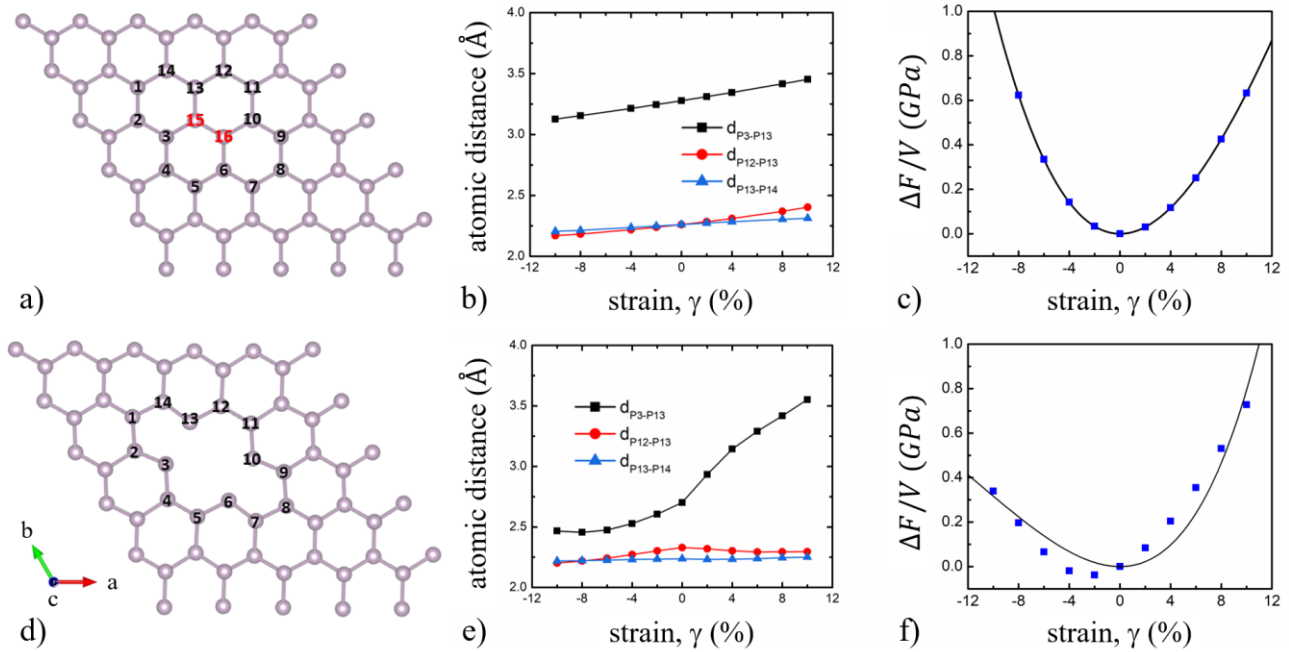 14 12
1 13 11
2 15 10
3 16 9
4 6 8
5 7
a)
4.0
3.5
3.0
2.5
2.0
atomic distance (Å)
d P3-P13
d P12-P13
d P13-P14
-12 -8 -4 0 4 8 12
strain, γ (%)
b)
1.0
0.8
0.6
0.4
0.2
0.0
ΔF/V (GPa)
-12 -8 -4 0 4 8 12
strain, γ (%)
c)
1 14 13 12 11
2 3 10 9
4 5 6 7 8
b
c a
d)
4.0
3.5
3.0
2.5
2.0
atomic distance (Å)
d P3-P13
d P12-P13
d P13-P14
-12 -8 -4 0 4 8 12
strain, γ (%)
e)
1.0
0.8
0.6
0.4
0.2
0.0
ΔF/V (GPa)
-12 -8 -4 0 4 8 12
strain, γ (%)
f)